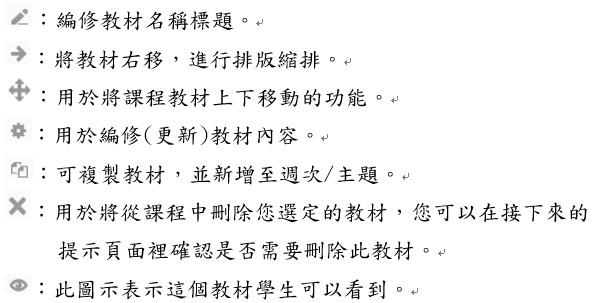 ：編修教材名稱標題。
：將教材右移，進行排版縮排。
：用於將課程教材上下移動的功能。
：用於編修(更新)教材內容。
：可複製教材，並新增至週次/主題。
：用於將從課程中刪除您選定的教材，您可以在接下來的
提示頁面裡確認是否需要刪除此教材。
：此圖示表示這個教材學生可以看到。